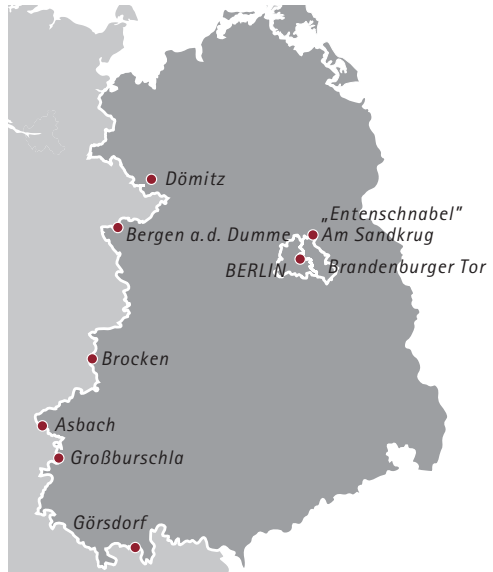 Dömitz
„Entenschnabel”
Am Sandkrug
Bergen a.d. Dumme
BERLIN
Brandenburger Tor
Brocken
Asbach
Großburschla
Görsdorf